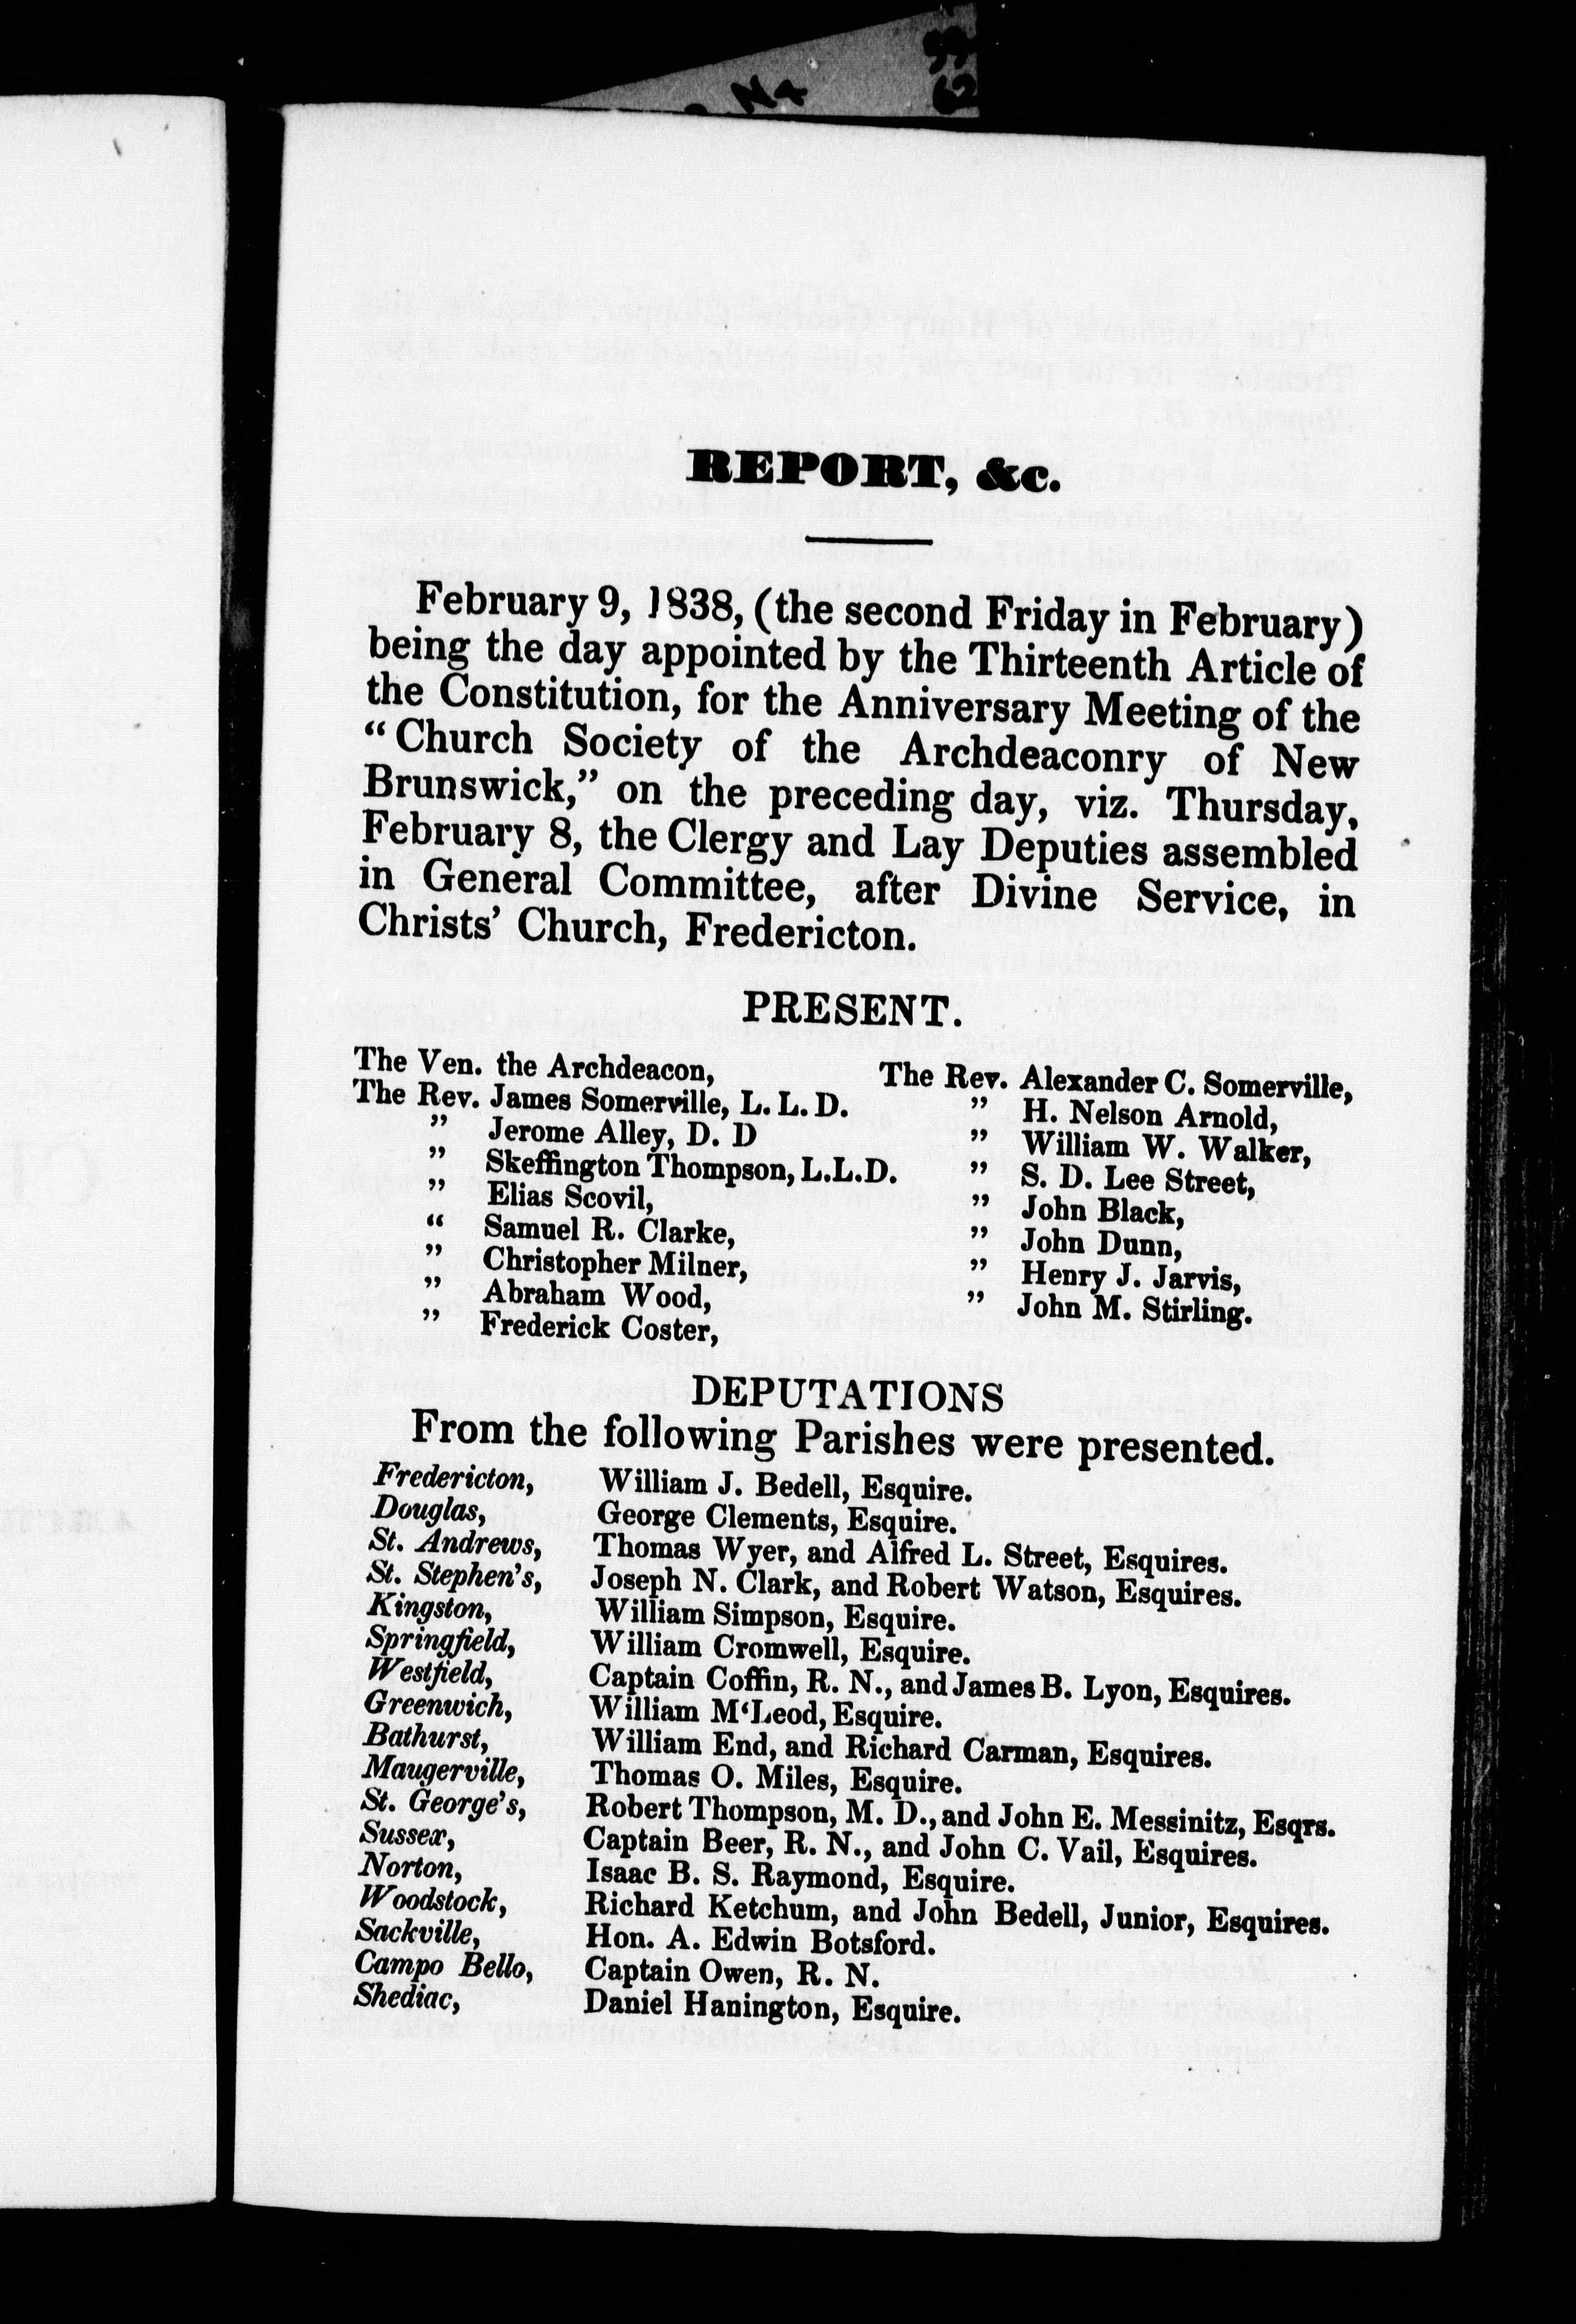 REPORT, &c.
February 9, 1838, (the second Friday in February)
being the day appointed by the Thirteenth Article of
the Constitution, for the Anniversary Meeting of the
“Church Society of the Archdeaconry of New
Brunswick,” on the preceding day, viz. Thursday,
February 8, the Clergy and Lay Deputies assembled
in General Committee, after Divine Service, in
Christs’ Church, Fredericton.
PRESENT.
The Ven. the Archdeacon,
The Rev. James Somerville, L. L. D.
” Jerome Alley, D. D
” Skeffington Thompson, L.L.D.
” Elias Scovil,
“ Samuel R. Clarke,
” Christopher Milner,
” Abraham Wood,
” Frederick Coster,
The Rev. Alexander C. Somerville,
” H. Nelson Arnold,
” William W. Walker,
” S. D. Lee Street,
” John Black,
” John Dunn,
” Henry J. Jarvis,
” John M. Stirling.
DEPUTATIONS
From the following Parishes were presented.
Fredericton, William J. Bedell, Esquire.
Douglas, George Clements, Esquire.
St. Andrews, Thomas Wyer, and Alfred L. Street, Esquires.
St. Stephen’s, Joseph N. Clark, and Robert Watson, Esquires.
Kingston, William Simpson, Esquire.
Springfield, William Cromwell, Esquire.
Westfield, Captain Coffin, R. N., and James B. Lyon, Esquires.
Greenwich, William M‘Leod, Esquire.
Bathurst, William End, and Richard Carman, Esquires.
Maugerville, Thomas O. Miles, Esquire.
St. George’s, Robert Thompson, M. D., and John E. Messinitz, Esqrs.
Sussex, Captain Beer, R. N., and John C. Vail, Esquires.
Norton, Isaac B. S. Raymond, Esquire.
Woodstock, Richard Ketchum, and John Bedell, Junior, Esquires.
Sackville, Hon. A. Edwin Botsford.
Campo Bello, Captain Owen, R. N.
Shediac, Daniel Hanington, Esquire.